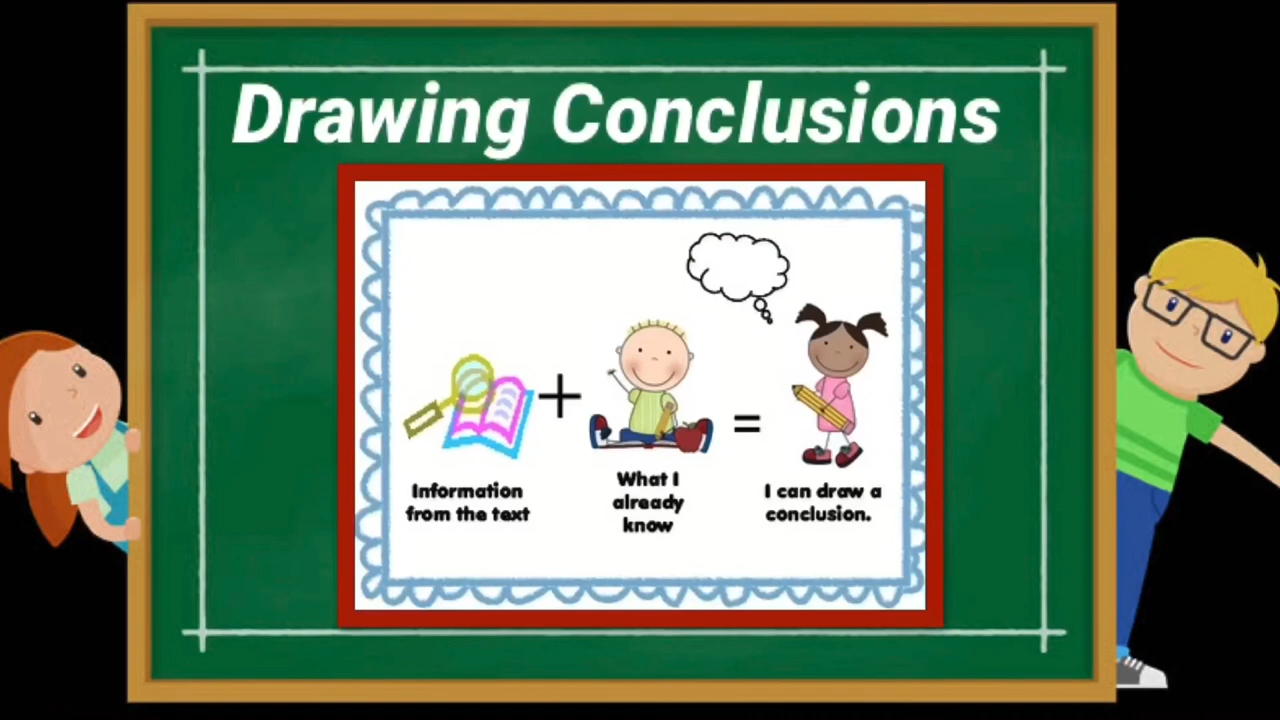 Drawing Conclusions
+
=
Information
from the text
What I
already
know
I can draw a
conclusion.